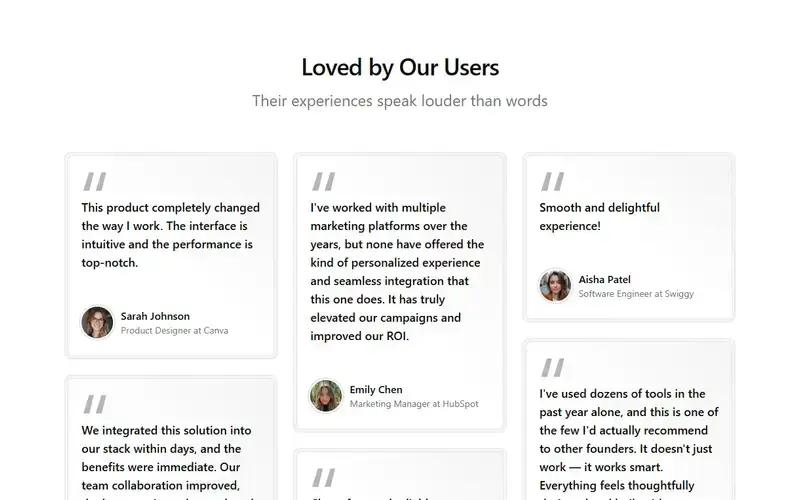 Loved by Our Users
Their experiences speak louder than words
This product completely changed
the way I work. The interface is
intuitive and the performance is
top-notch.
Sarah Johnson
Product Designer at Canva
We integrated this solution into
our stack within days, and the
benefits were immediate. Our
team collaboration improved,
I've worked with multiple
marketing platforms over the
years, but none have offered the
kind of personalized experience
and seamless integration that
this one does. It has truly
elevated our campaigns and
improved our ROI.
Emily Chen
Marketing Manager at HubSpot
Smooth and delightful
experience!
Aisha Patel
Software Engineer at Swiggy
I've used dozens of tools in the
past year alone, and this is one of
the few I'd actually recommend
to other founders. It doesn't just
work — it works smart.
Everything feels thoughtfully